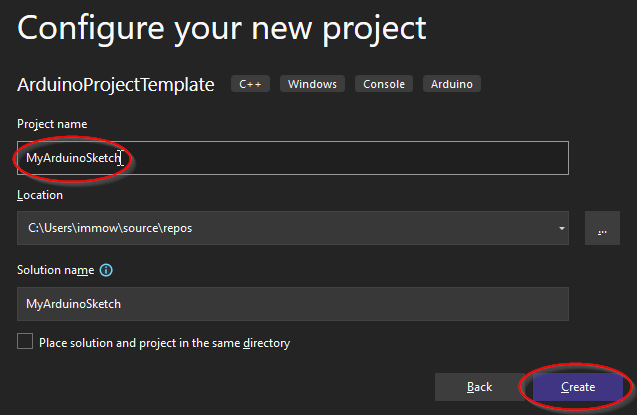 Configure your new project
ArduinoProjectTemplate C++ Windows Console Arduino
Project name
MyArduinoSketch
Location
C:\Users\immow\source\repos
...
Solution name
MyArduinoSketch
Place solution and project in the same directory
Back Create